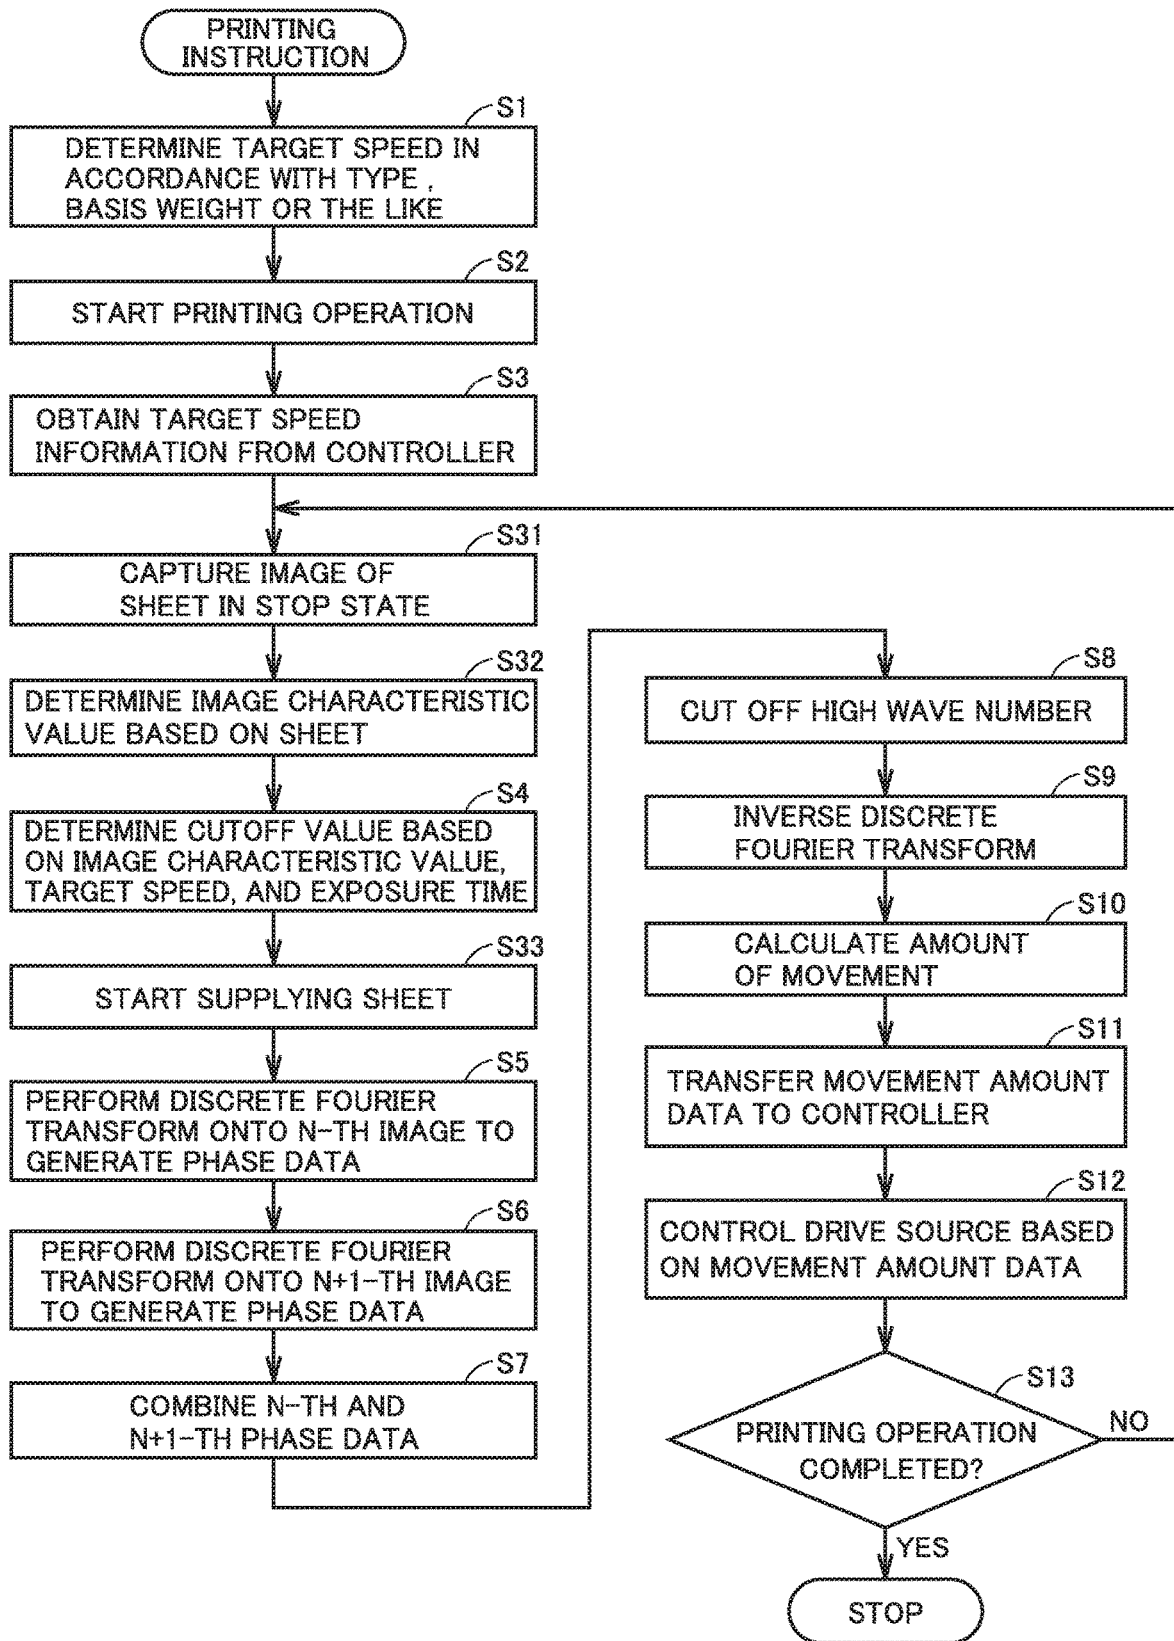 PRINTING
INSTRUCTION
S1
DETERMINE TARGET SPEED IN
ACCORDANCE WITH TYPE ,
BASIS WEIGHT OR THE LIKE
S2
START PRINTING OPERATION
S3
OBTAIN TARGET SPEED
INFORMATION FROM CONTROLLER
S31
CAPTURE IMAGE OF
SHEET IN STOP STATE
S32
DETERMINE IMAGE CHARACTERISTIC
VALUE BASED ON SHEET
S4
DETERMINE CUTOFF VALUE BASED
ON IMAGE CHARACTERISTIC VALUE,
TARGET SPEED, AND EXPOSURE TIME
S33
START SUPPLYING SHEET
S5
PERFORM DISCRETE FOURIER
TRANSFORM ONTO N-TH IMAGE TO
GENERATE PHASE DATA
S6
PERFORM DISCRETE FOURIER
TRANSFORM ONTO N+1-TH IMAGE
TO GENERATE PHASE DATA
S7
COMBINE N-TH AND
N+1-TH PHASE DATA
S8
CUT OFF HIGH WAVE NUMBER
S9
INVERSE DISCRETE
FOURIER TRANSFORM
S10
CALCULATE AMOUNT
OF MOVEMENT
S11
TRANSFER MOVEMENT AMOUNT
DATA TO CONTROLLER
S12
CONTROL DRIVE SOURCE BASED
ON MOVEMENT AMOUNT DATA
S13
PRINTING OPERATION
COMPLETED?
NO
YES
STOP